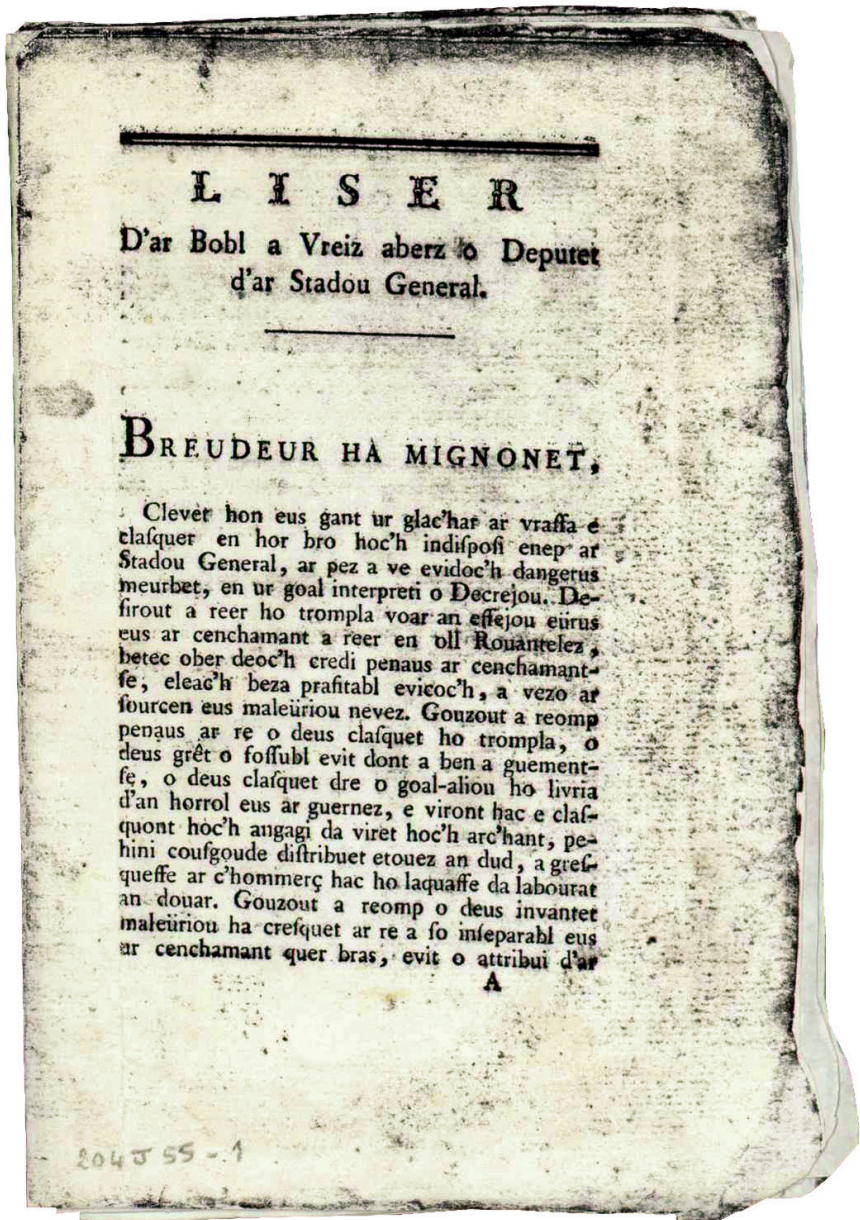 LISER
D'ar Bobl a Vreiz aberz o Deputet
d'ar Stadou General.
BREUDEUR HA MIGNONET,
Clevet hon eus gant ur glac'har ar vraſſa é
claſquer en hor bro hoc'h indiſpoſi enep ar
Stadou General, ar pez a ve evidoc'h dangerus
meurbet, en ur goal interpreti o Decrejou. De-
ſirout a reer ho trompla voar an effejou eürus
eus ar cenchamant a reer en oll Rouantelez,
betec ober deoc'h credi penaus ar cenchamant-
ſe, eleac'h beza prafitabl evicoc'h, a vezo ar
ſourcen eus maleüriou nevez. Gouzout a reomp
penaus ar re o deus claſquet ho trompla, o
deus grêt o foſſubl evit dont a ben a guement-
ſe, o deus claſquet dre o goal-aliou ho livria
d'an horrol eus ar guernez, e viront hac e claſ-
quont hoc'h angagi da viret hoc'h arc'hant, pe-
hini couſgoude diſtribuet etouez an dud, a greſ-
queſſe ar c'hommerç hac ho laquaſſe da labourat
an douar. Gouzout a reomp o deus invantet
maleüriou ha creſquet ar re a ſo inſeparabl eus
ar cenchamant quer bras, evit o attribui d'ar
A
204 J 55 - 1